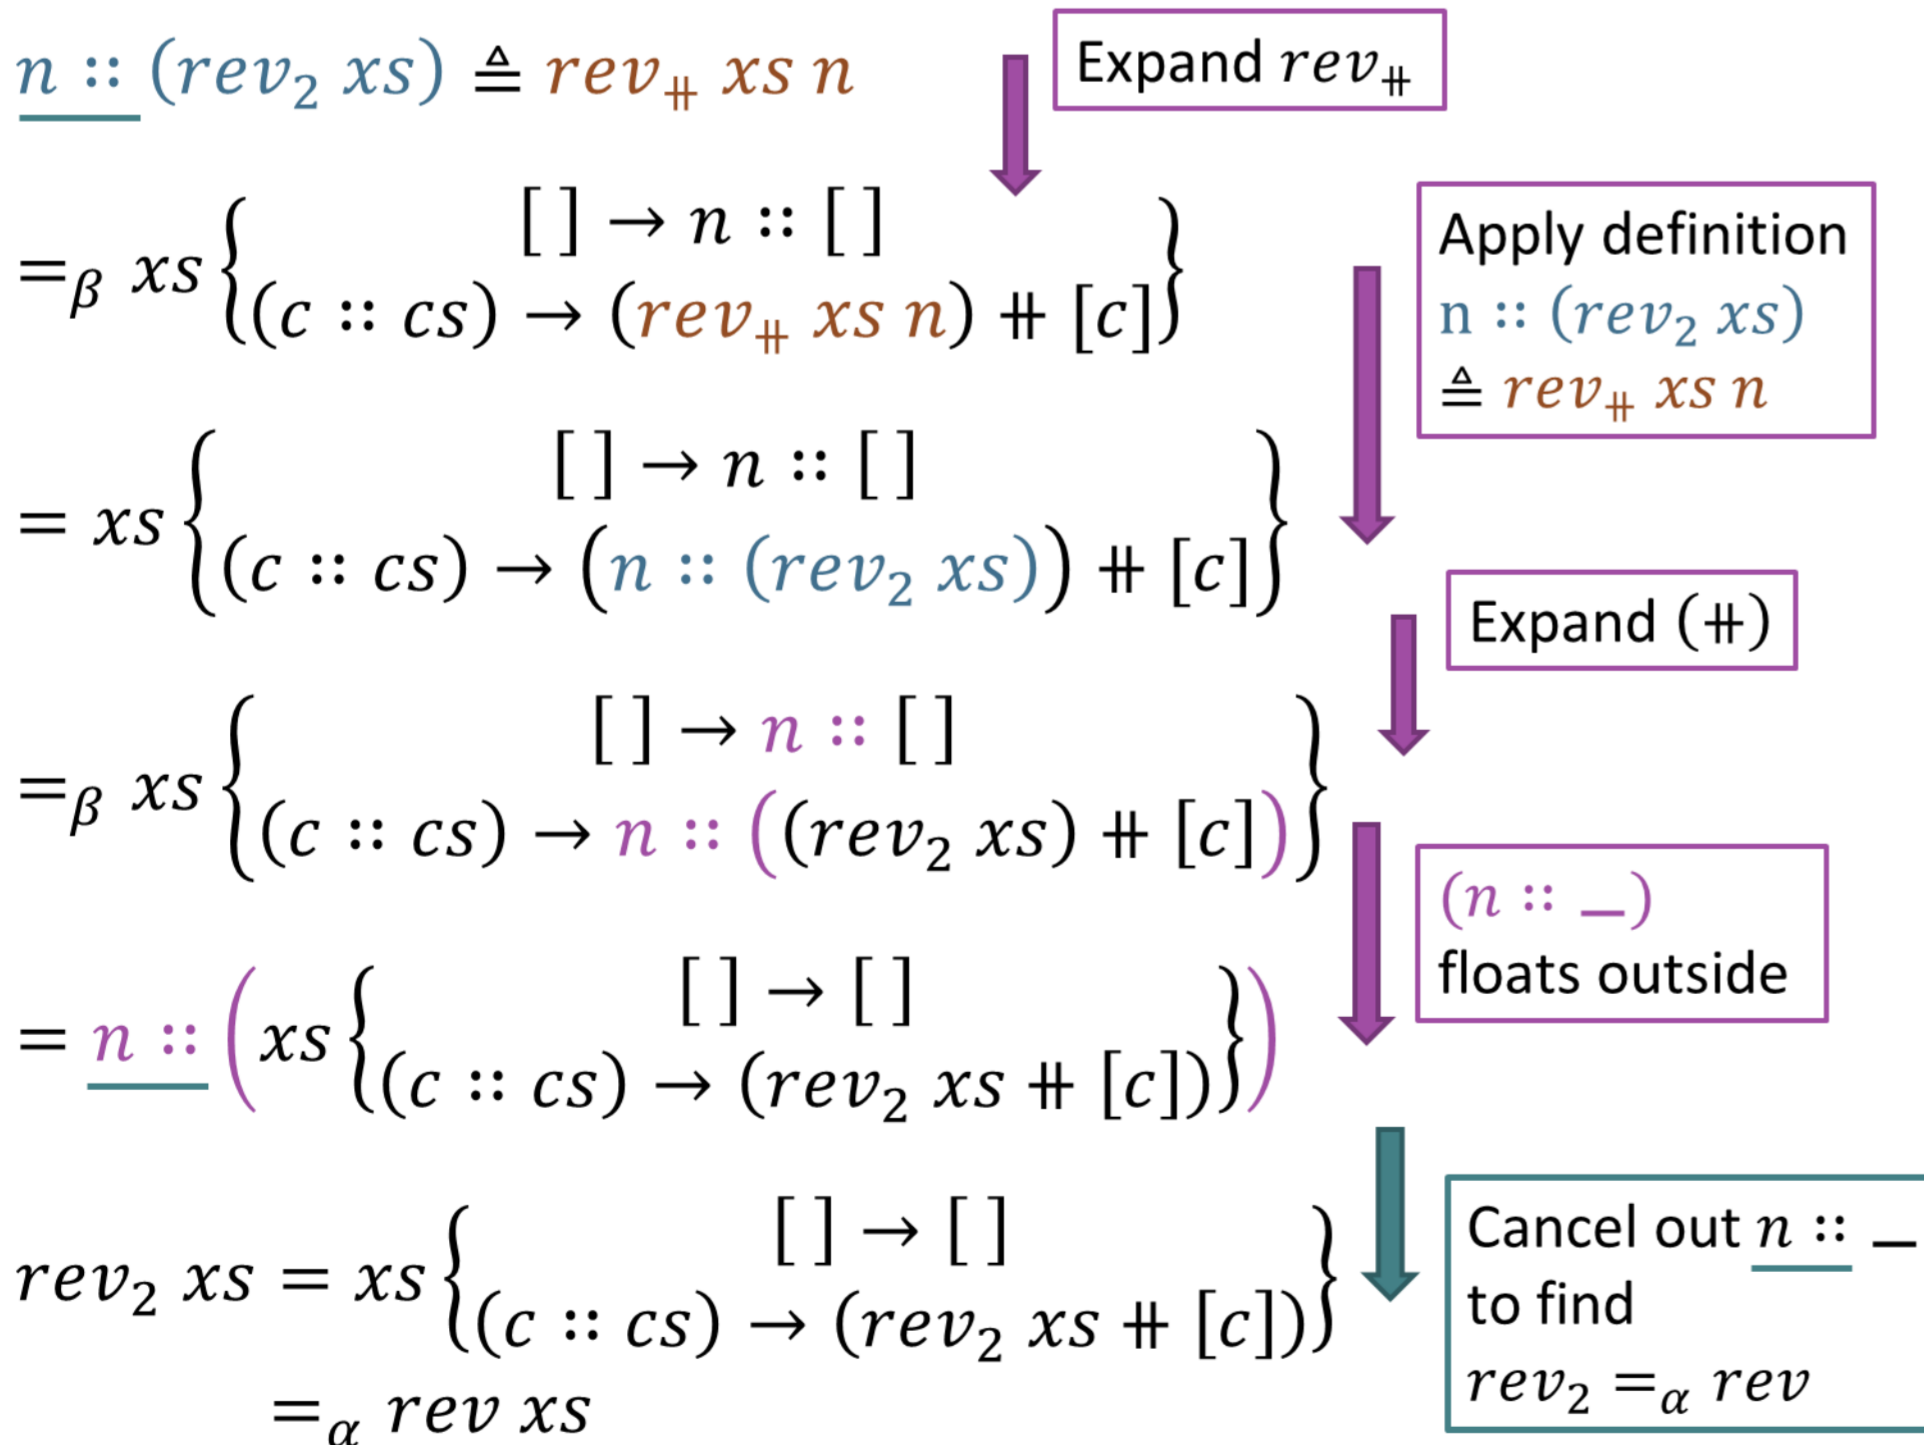 n ∷ (rev₂ xs) ≜ rev⧺ xs n
Expand rev⧺
[ ] → n ∷ [ ]
=β xs {
(c ∷ cs) → (rev⧺ xs n) ⧺ [c] }
Apply definition
n ∷ (rev₂ xs)
≜ rev⧺ xs n
[ ] → n ∷ [ ]
= xs {
(c ∷ cs) → (n ∷ (rev₂ xs)) ⧺ [c] }
Expand (⧺)
[ ] → n ∷ [ ]
=β xs {
(c ∷ cs) → n ∷ ((rev₂ xs) ⧺ [c]) }
(n ∷ _)
floats outside
[ ] → [ ]
= n ∷ (xs {
(c ∷ cs) → (rev₂ xs ⧺ [c]) })
Cancel out n ∷ _
to find
rev₂ =α rev
[ ] → [ ]
rev₂ xs = xs {
(c ∷ cs) → (rev₂ xs ⧺ [c]) }
=α rev xs